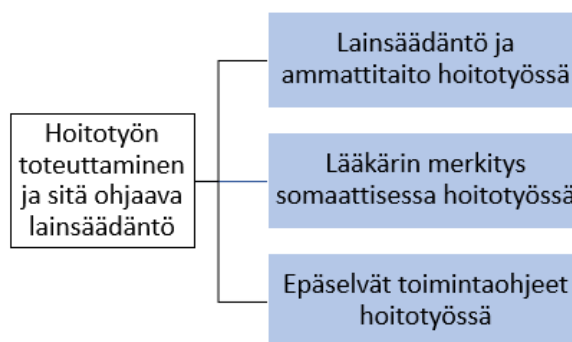 Hoitotyön
toteuttaminen
ja sitä ohjaava
lainsäädäntö
Lainsäädäntö ja
ammattitaito hoitotyössä
Lääkärin merkitys
somaattisessa hoitotyössä
Epäselvät toimintaohjeet
hoitotyössä